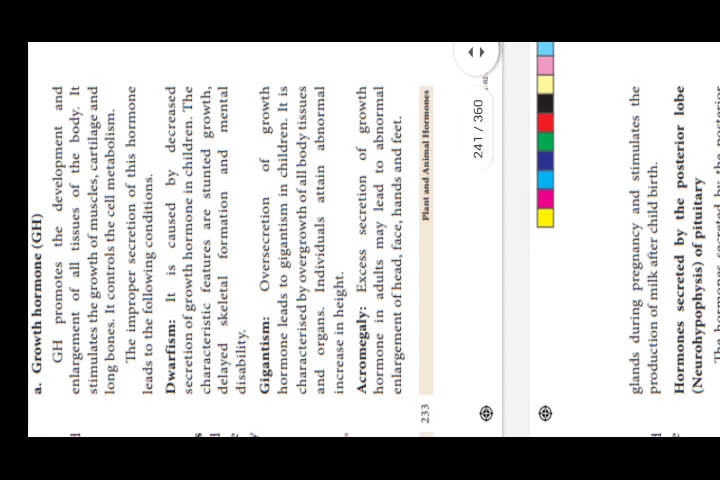 a. Growth hormone (GH)
GH promotes the development and
enlargement of all tissues of the body. It
stimulates the growth of muscles, cartilage and
long bones. It controls the cell metabolism.
The improper secretion of this hormone
leads to the following conditions.
Dwarfism: It is caused by decreased
secretion of growth hormone in children. The
characteristic features are stunted growth,
delayed skeletal formation and mental
disability.
Gigantism: Oversecretion of growth
hormone leads to gigantism in children. It is
characterised by overgrowth of all body tissues
and organs. Individuals attain abnormal
increase in height.
Acromegaly: Excess secretion of growth
hormone in adults may lead to abnormal
enlargement of head, face, hands and feet.
233 Plant and Animal Hormones
241 / 360
glands during pregnancy and stimulates the
production of milk after child birth.
Hormones secreted by the posterior lobe
(Neurohypophysis) of pituitary
The hormones secreted by the posterior